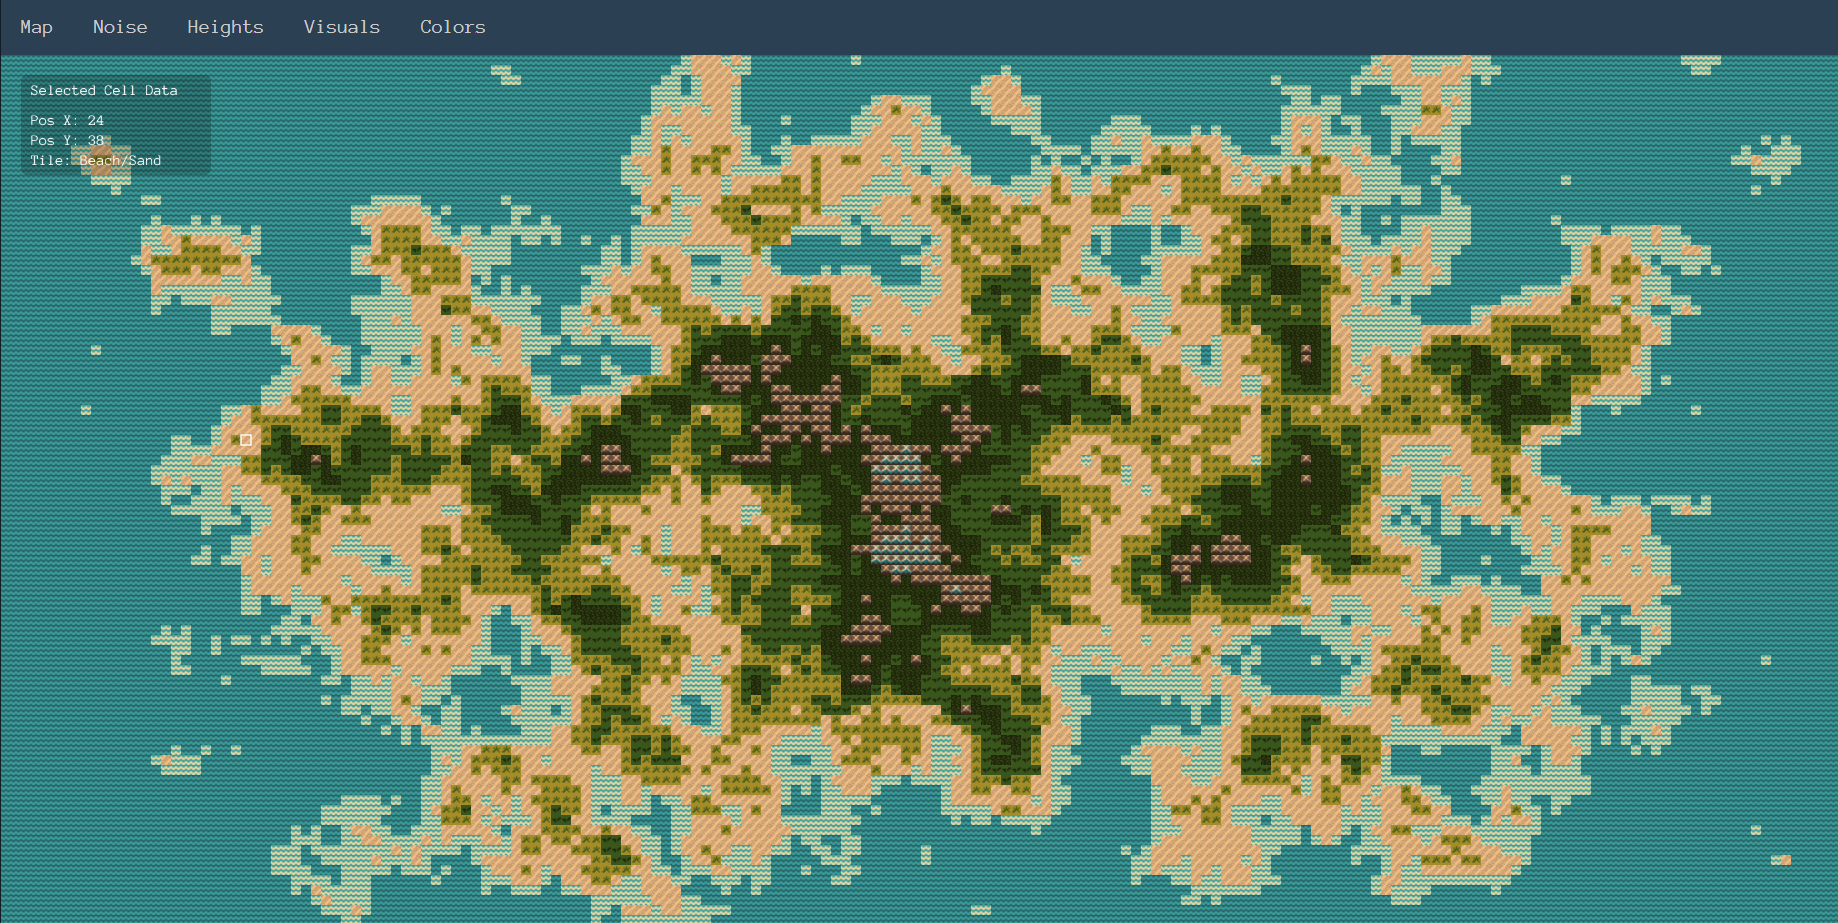 Map Noise Heights Visuals Colors
Selected Cell Data
Pos X: 24
Pos Y: 38
Tile: Beach/Sand